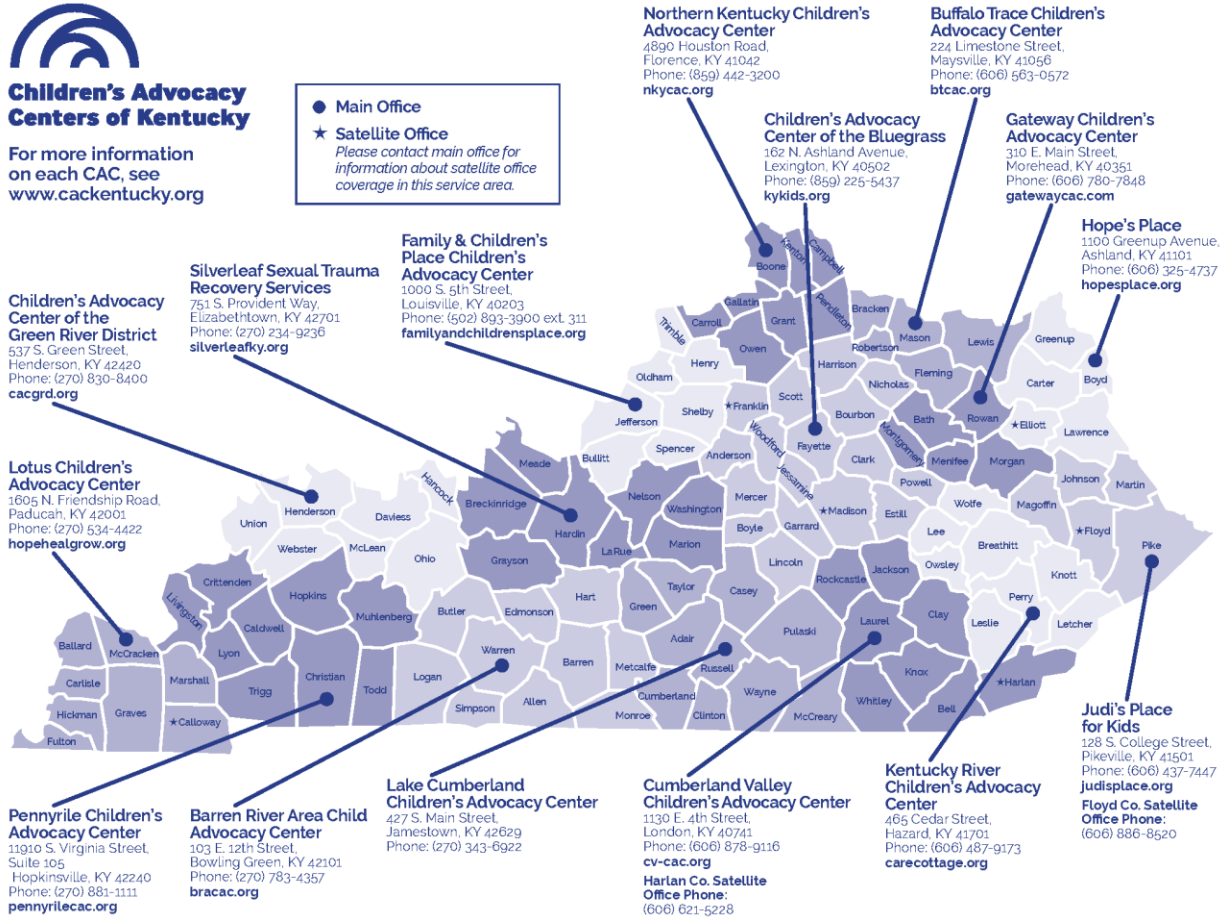 Children's Advocacy
Centers of Kentucky
For more information
on each CAC, see
www.cackentucky.org
Main Office
★ Satellite Office
Please contact main office for
information about satellite office
coverage in this service area.
Northern Kentucky Children's
Advocacy Center
4890 Houston Road,
Florence, KY 41042
Phone: (859) 442-3200
nkycac.org
Buffalo Trace Children's
Advocacy Center
224 Limestone Street,
Maysville, KY 41056
Phone: (606) 563-0572
btcac.org
Children's Advocacy
Center of the Bluegrass
162 N. Ashland Avenue,
Lexington, KY 40502
Phone: (859) 225-5437
kykids.org
Gateway Children's
Advocacy Center
310 E. Main Street,
Morehead, KY 40351
Phone: (606) 780-7848
gatewaycac.com
Hope's Place
1100 Greenup Avenue,
Ashland, KY 41101
Phone: (606) 325-4737
hopesplace.org
Family & Children's
Place Children's
Advocacy Center
1000 S. 5th Street,
Louisville, KY 40203
Phone: (502) 893-3900 ext. 311
familyandchildrensplace.org
Silverleaf Sexual Trauma
Recovery Services
751 S. Provident Way,
Elizabethtown, KY 42701
Phone: (270) 234-9236
silverleafky.org
Children's Advocacy
Center of the
Green River District
537 S. Green Street,
Henderson, KY 42420
Phone: (270) 830-8400
cacgrd.org
Lotus Children's
Advocacy Center
1605 N. Friendship Road,
Paducah, KY 42001
Phone: (270) 534-4422
hopehealgrow.org
Boone
Kenton
Campbell
Gallatin
Carroll
Grant
Pendleton
Bracken
Trimble
Owen
Mason
Lewis
Greenup
Robertson
Henry
Harrison
Fleming
Oldham
Carter
Boyd
Nicholas
Scott
Shelby
★Franklin
Jefferson
Bourbon
Bath
Rowan
★Elliott
Lawrence
Woodford
Fayette
Montgomery
Spencer
Anderson
Bullitt
Clark
Menifee
Morgan
Meade
Jessamine
Powell
Johnson
Martin
Hancock
Breckinridge
Nelson
Mercer
Washington
★Madison
Estill
Wolfe
Magoffin
Henderson
Daviess
Union
Hardin
Boyle
Garrard
Lee
★Floyd
Pike
Webster
McLean
Ohio
LaRue
Marion
Breathitt
Grayson
Lincoln
Owsley
Knott
Crittenden
Rockcastle
Jackson
Hopkins
Hart
Taylor
Casey
Livingston
Muhlenberg
Butler
Edmonson
Green
Perry
Caldwell
Clay
Laurel
Leslie
Letcher
Pulaski
Adair
Ballard
McCracken
Lyon
Warren
Barren
Metcalfe
Russell
Knox
Marshall
Christian
Logan
Carlisle
Trigg
Todd
Wayne
Whitley
★Harlan
Cumberland
Allen
Simpson
Hickman
Graves
★Calloway
Monroe
Clinton
McCreary
Bell
Fulton
Pennyrile Children's
Advocacy Center
11910 S. Virginia Street,
Suite 105
Hopkinsville, KY 42240
Phone: (270) 881-1111
pennyrilecac.org
Barren River Area Child
Advocacy Center
103 E. 12th Street,
Bowling Green, KY 42101
Phone: (270) 783-4357
bracac.org
Lake Cumberland
Children's Advocacy Center
427 S. Main Street,
Jamestown, KY 42629
Phone: (270) 343-6922
Cumberland Valley
Children's Advocacy Center
1130 E. 4th Street,
London, KY 40741
Phone: (606) 878-9116
cv-cac.org
Harlan Co. Satellite
Office Phone:
(606) 621-5228
Kentucky River
Children's Advocacy
Center
465 Cedar Street,
Hazard, KY 41701
Phone: (606) 487-9173
carecottage.org
Judi's Place
for Kids
128 S. College Street,
Pikeville, KY 41501
Phone: (606) 437-7447
judisplace.org
Floyd Co. Satellite
Office Phone:
(606) 886-8520